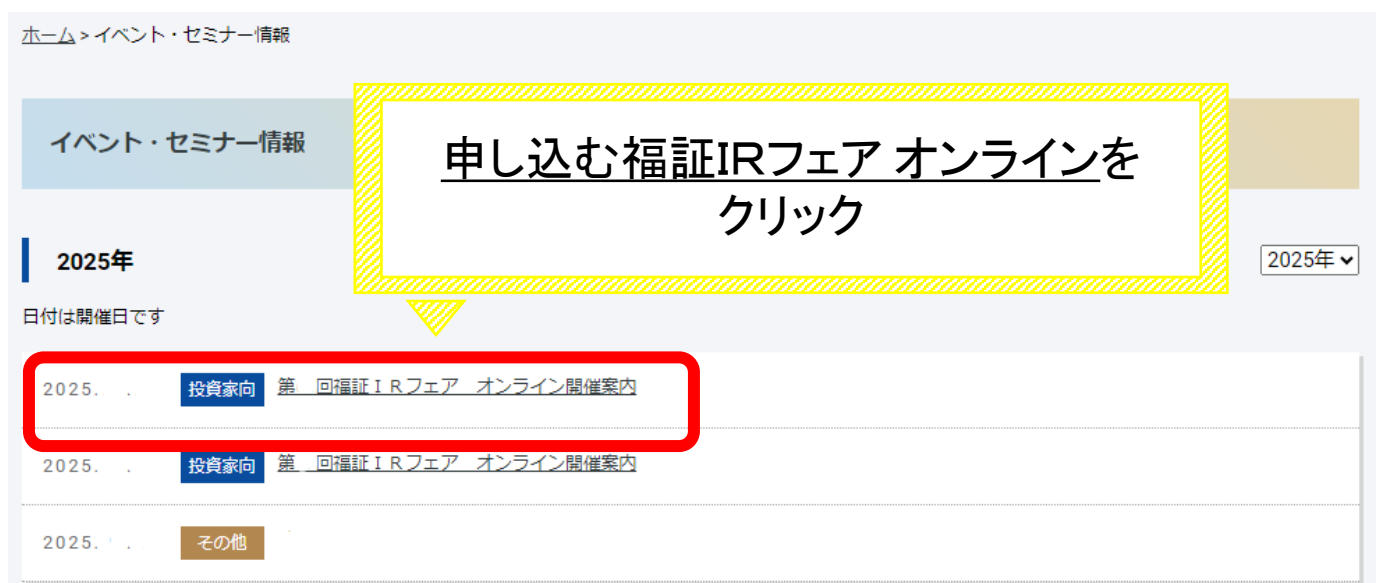 ホーム > イベント・セミナー情報
イベント・セミナー情報
申し込む福証IRフェア オンラインを
クリック
2025年
2025年
日付は開催日です
2025. . 投資家向 第 回福証ＩＲフェア オンライン開催案内
2025. . 投資家向 第 回福証ＩＲフェア オンライン開催案内
2025. . その他